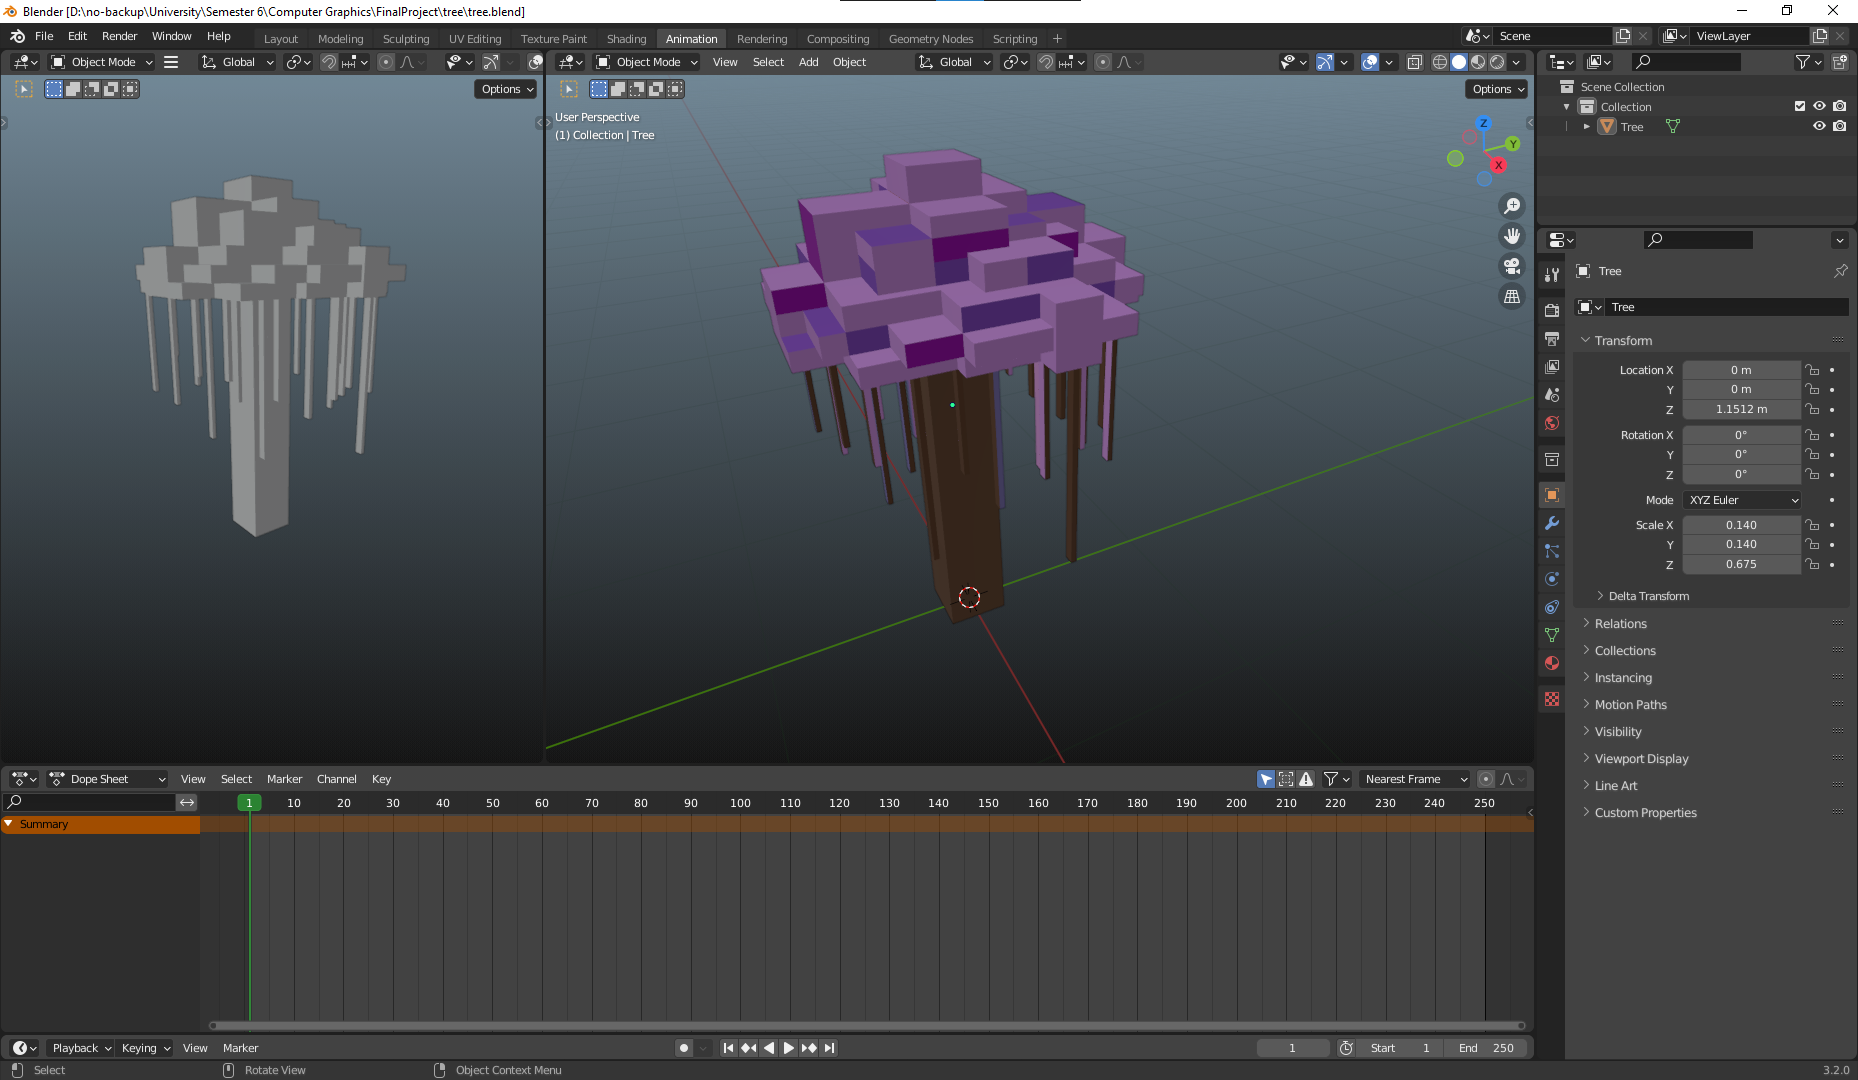 Blender [D:\no-backup\University\Semester 6\Computer Graphics\FinalProject\tree\tree.blend]
File Edit Render Window Help Layout Modeling Sculpting UV Editing Texture Paint Shading Animation Rendering Compositing Geometry Nodes Scripting + Scene ViewLayer
Object Mode Global Object Mode View Select Add Object Global
Options Options
User Perspective
(1) Collection | Tree
Z
Y
X
Scene Collection
Collection
Tree
Tree
Tree
Transform
Location X 0 m
Y 0 m
Z 1.1512 m
Rotation X 0°
Y 0°
Z 0°
Mode XYZ Euler
Scale X 0.140
Y 0.140
Z 0.675
Delta Transform
Relations
Collections
Instancing
Motion Paths
Visibility
Viewport Display
Line Art
Custom Properties
Dope Sheet View Select Marker Channel Key Nearest Frame
1 10 20 30 40 50 60 70 80 90 100 110 120 130 140 150 160 170 180 190 200 210 220 230 240 250
Summary
Playback Keying View Marker 1 Start 1 End 250
Select Rotate View Object Context Menu 3.2.0